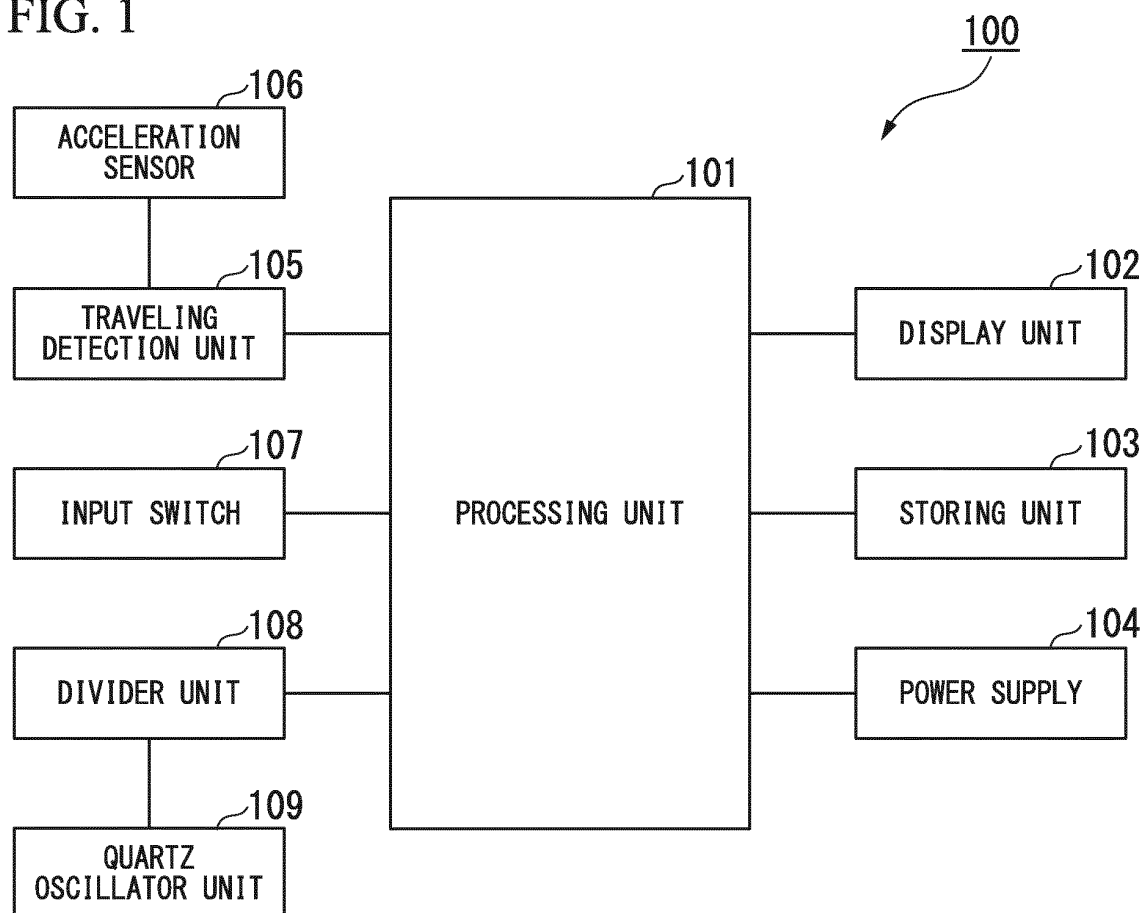 FIG. 1
100
106
ACCELERATION
SENSOR
101
105
TRAVELING
DETECTION UNIT
102
DISPLAY UNIT
107
INPUT SWITCH
PROCESSING UNIT
103
STORING UNIT
108
DIVIDER UNIT
104
POWER SUPPLY
109
QUARTZ
OSCILLATOR UNIT